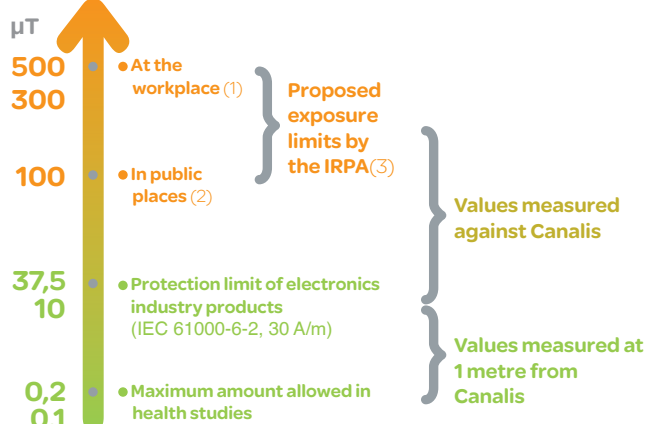 µT
500
300
100
37,5
10
0,2
0,1
• At the
workplace (1)
• In public
places (2)
• Protection limit of electronics
industry products
(IEC 61000-6-2, 30 A/m)
• Maximum amount allowed in
health studies
Proposed
exposure
limits by
the IRPA(3)
Values measured
against Canalis
Values measured at
1 metre from
Canalis